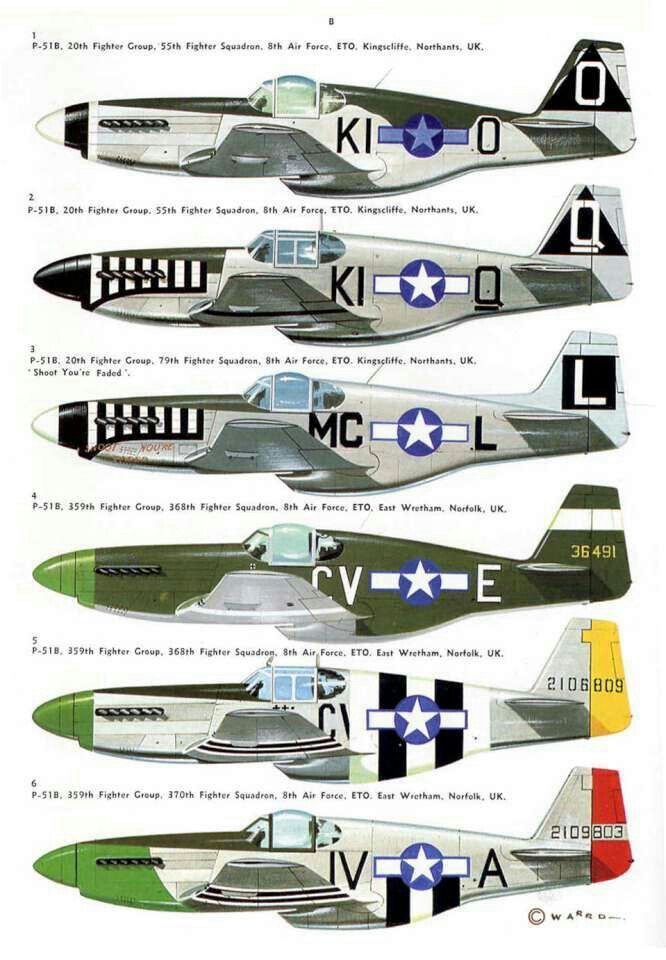 B
1
P-51B, 20th Fighter Group, 55th Fighter Squadron, 8th Air Force, ETO. Kingscliffe, Northants, UK.
O
KI O
2
P-51B, 20th Fighter Group, 55th Fighter Squadron, 8th Air Force, ETO. Kingscliffe, Northants, UK.
Q
KI Q
3
P-51B, 20th Fighter Group, 79th Fighter Squadron, 8th Air Force, ETO. Kingscliffe, Northants, UK.
'Shoot You're Faded'.
L
MC L
SHOOT YOU'RE
4
P-51B, 359th Fighter Group, 368th Fighter Squadron, 8th Air Force, ETO. East Wretham, Norfolk, UK.
36491
CV E
5
P-51B, 359th Fighter Group, 368th Fighter Squadron, 8th Air Force, ETO. East Wretham, Norfolk, UK.
2106809
CV
6
P-51B, 359th Fighter Group, 370th Fighter Squadron, 8th Air Force, ETO. East Wretham, Norfolk, UK.
2109803
IV A
©